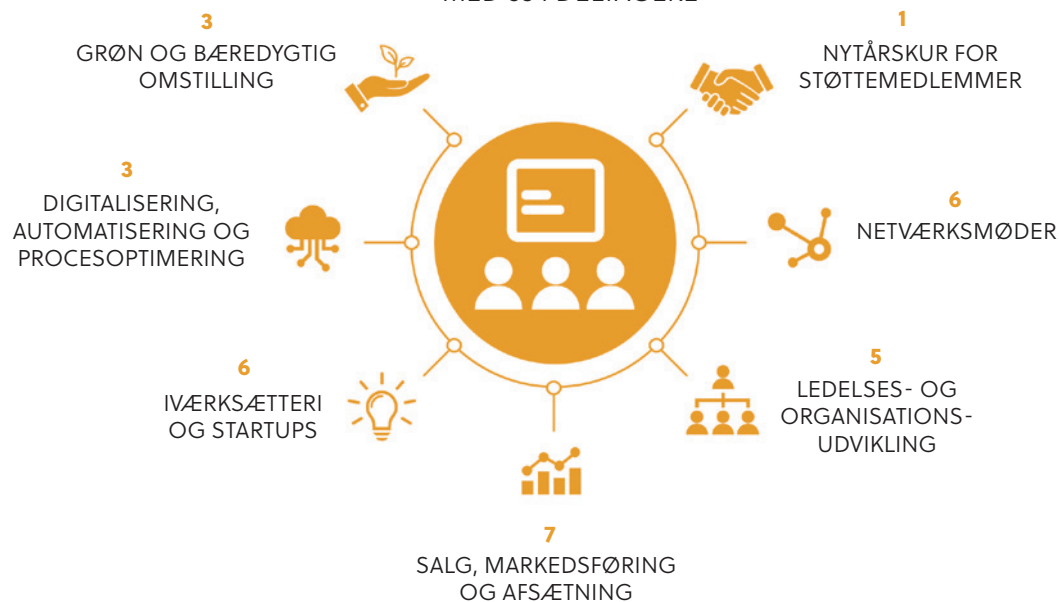 3
GRØN OG BÆREDYGTIG
OMSTILLING
1
NYTÅRSKUR FOR
STØTTEMEDLEMMER
3
DIGITALISERING,
AUTOMATISERING OG
PROCESOPTIMERING
6
NETVÆRKSMØDER
6
IVÆRKSÆTTERI
OG STARTUPS
5
LEDELSES- OG
ORGANISATIONS-
UDVIKLING
7
SALG, MARKEDSFØRING
OG AFSÆTNING